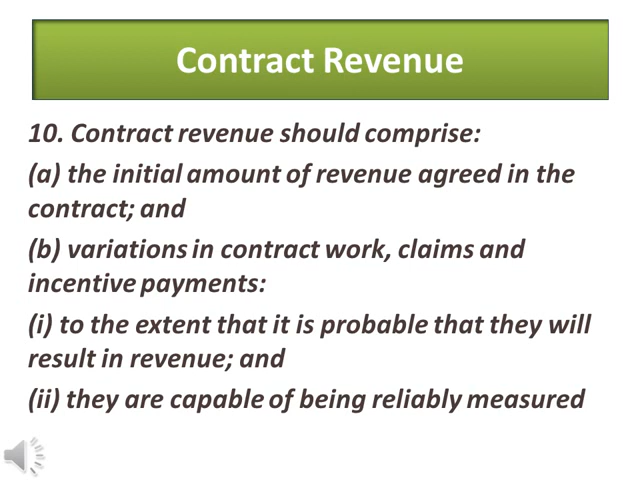 Contract Revenue
10. Contract revenue should comprise:
(a) the initial amount of revenue agreed in the
contract; and
(b) variations in contract work, claims and
incentive payments:
(i) to the extent that it is probable that they will
result in revenue; and
(ii) they are capable of being reliably measured